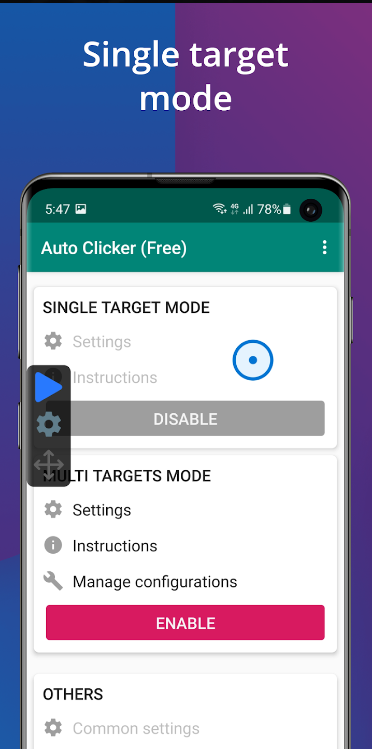 Single target
mode
5:47 4G 78%
Auto Clicker (Free)
SINGLE TARGET MODE
Settings
Instructions
DISABLE
MULTI TARGETS MODE
Settings
Instructions
Manage configurations
ENABLE
OTHERS
Common settings